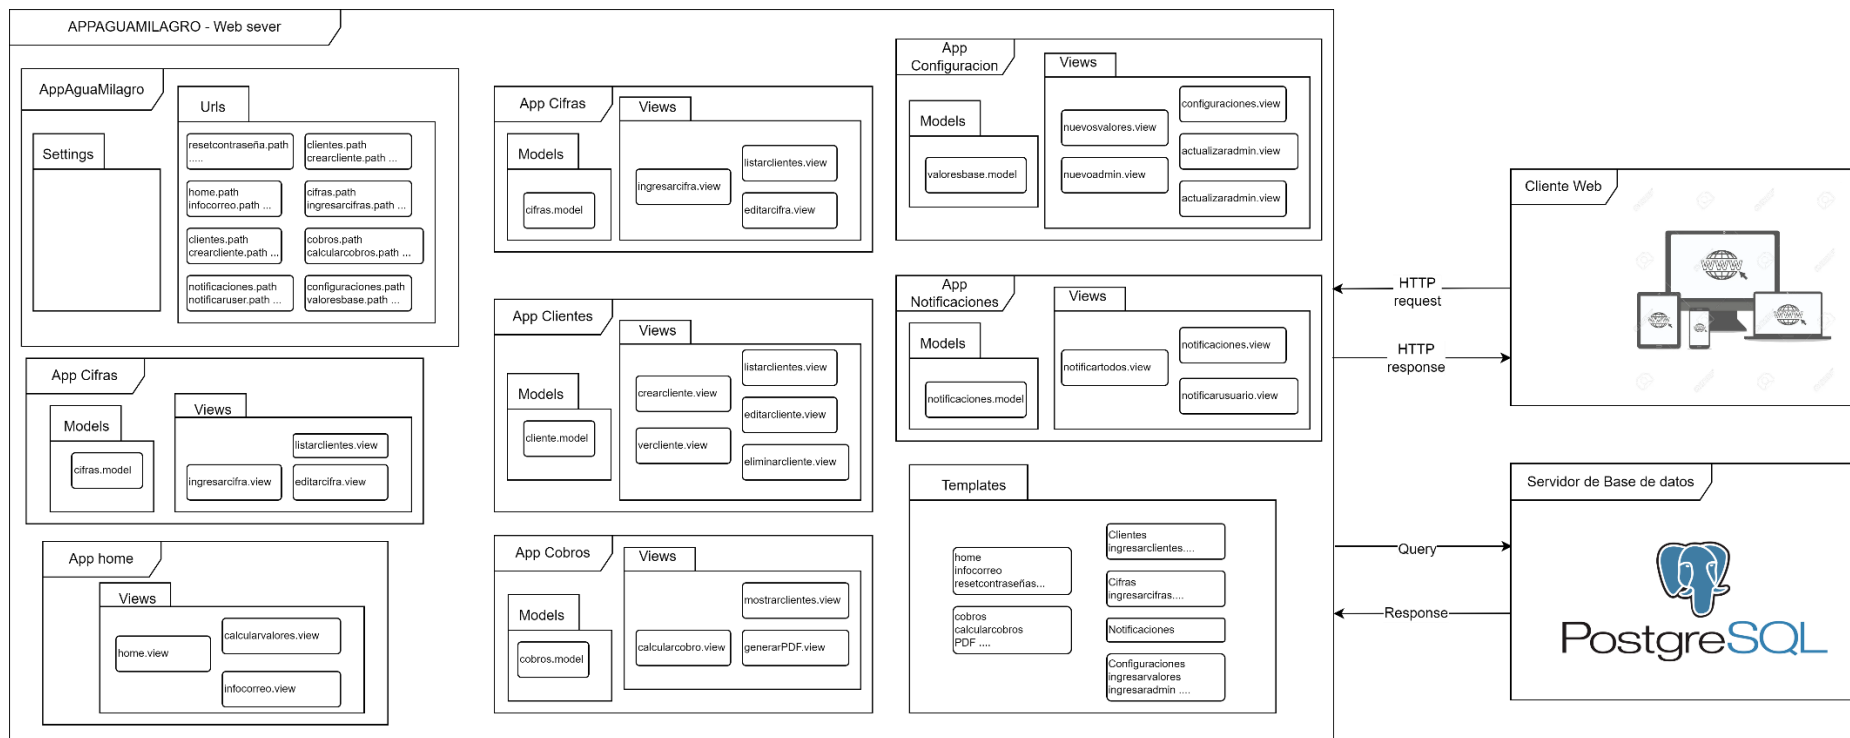 APPAGUAMILAGRO - Web sever
AppAguaMilagro
Settings
Urls
resetcontraseña.path
.....
clientes.path
crearcliente.path ...
home.path
infocorreo.path ...
cifras.path
ingresarcifras.path ...
clientes.path
crearcliente.path ...
cobros.path
calcularcobros.path ...
notificaciones.path
notificaruser.path ...
configuraciones.path
valoresbase.path ...
App Cifras
Models
cifras.model
Views
listarclientes.view
ingresarcifra.view
editarcifra.view
App home
Views
home.view
calcularvalores.view
infocorreo.view
App Cifras
Models
cifras.model
Views
listarclientes.view
ingresarcifra.view
editarcifra.view
App Clientes
Models
cliente.model
Views
listarclientes.view
crearcliente.view
editarcliente.view
vercliente.view
eliminarcliente.view
App Cobros
Models
cobros.model
Views
mostrarclientes.view
calcularcobro.view
generarPDF.view
App
Configuracion
Models
valoresbase.model
Views
configuraciones.view
nuevosvalores.view
actualizaradmin.view
nuevoadmin.view
actualizaradmin.view
App
Notificaciones
Models
notificaciones.model
Views
notificaciones.view
notificartodos.view
notificarusuario.view
Templates
home
infocorreo
resetcontraseñas...
cobros
calcularcobros
PDF ....
Clientes
ingresarclientes....
Cifras
ingresarcifras....
Notificaciones
Configuraciones
ingresarvalores
ingresaradmin ....
HTTP
request
HTTP
response
Query
Response
Cliente Web
WWW
WWW
WWW
WWW
Servidor de Base de datos
PostgreSQL